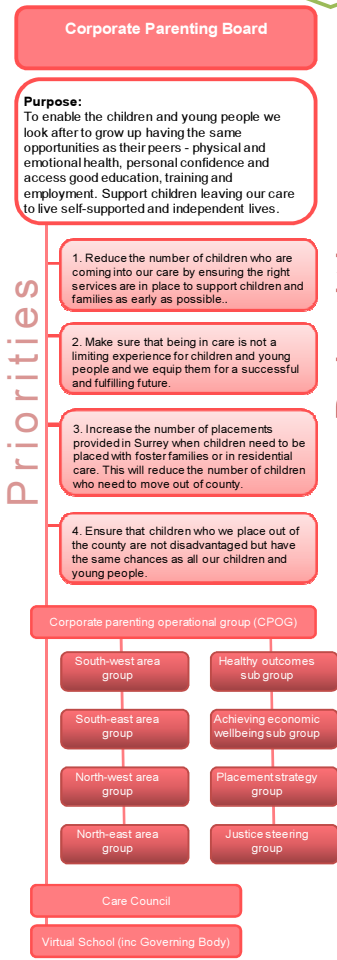 Corporate Parenting Board
Purpose:
To enable the children and young people we
look after to grow up having the same
opportunities as their peers - physical and
emotional health, personal confidence and
access good education, training and
employment. Support children leaving our care
to live self-supported and independent lives.
Priorities
1. Reduce the number of children who are
coming into our care by ensuring the right
services are in place to support children and
families as early as possible..
2. Make sure that being in care is not a
limiting experience for children and young
people and we equip them for a successful
and fulfilling future.
3. Increase the number of placements
provided in Surrey when children need to be
placed with foster families or in residential
care. This will reduce the number of children
who need to move out of county.
4. Ensure that children who we place out of
the county are not disadvantaged but have
the same chances as all our children and
young people.
Corporate parenting operational group (CPOG)
South-west area
group
Healthy outcomes
sub group
South-east area
group
Achieving economic
wellbeing sub group
North-west area
group
Placement strategy
group
North-east area
group
Justice steering
group
Care Council
Virtual School (inc Governing Body)